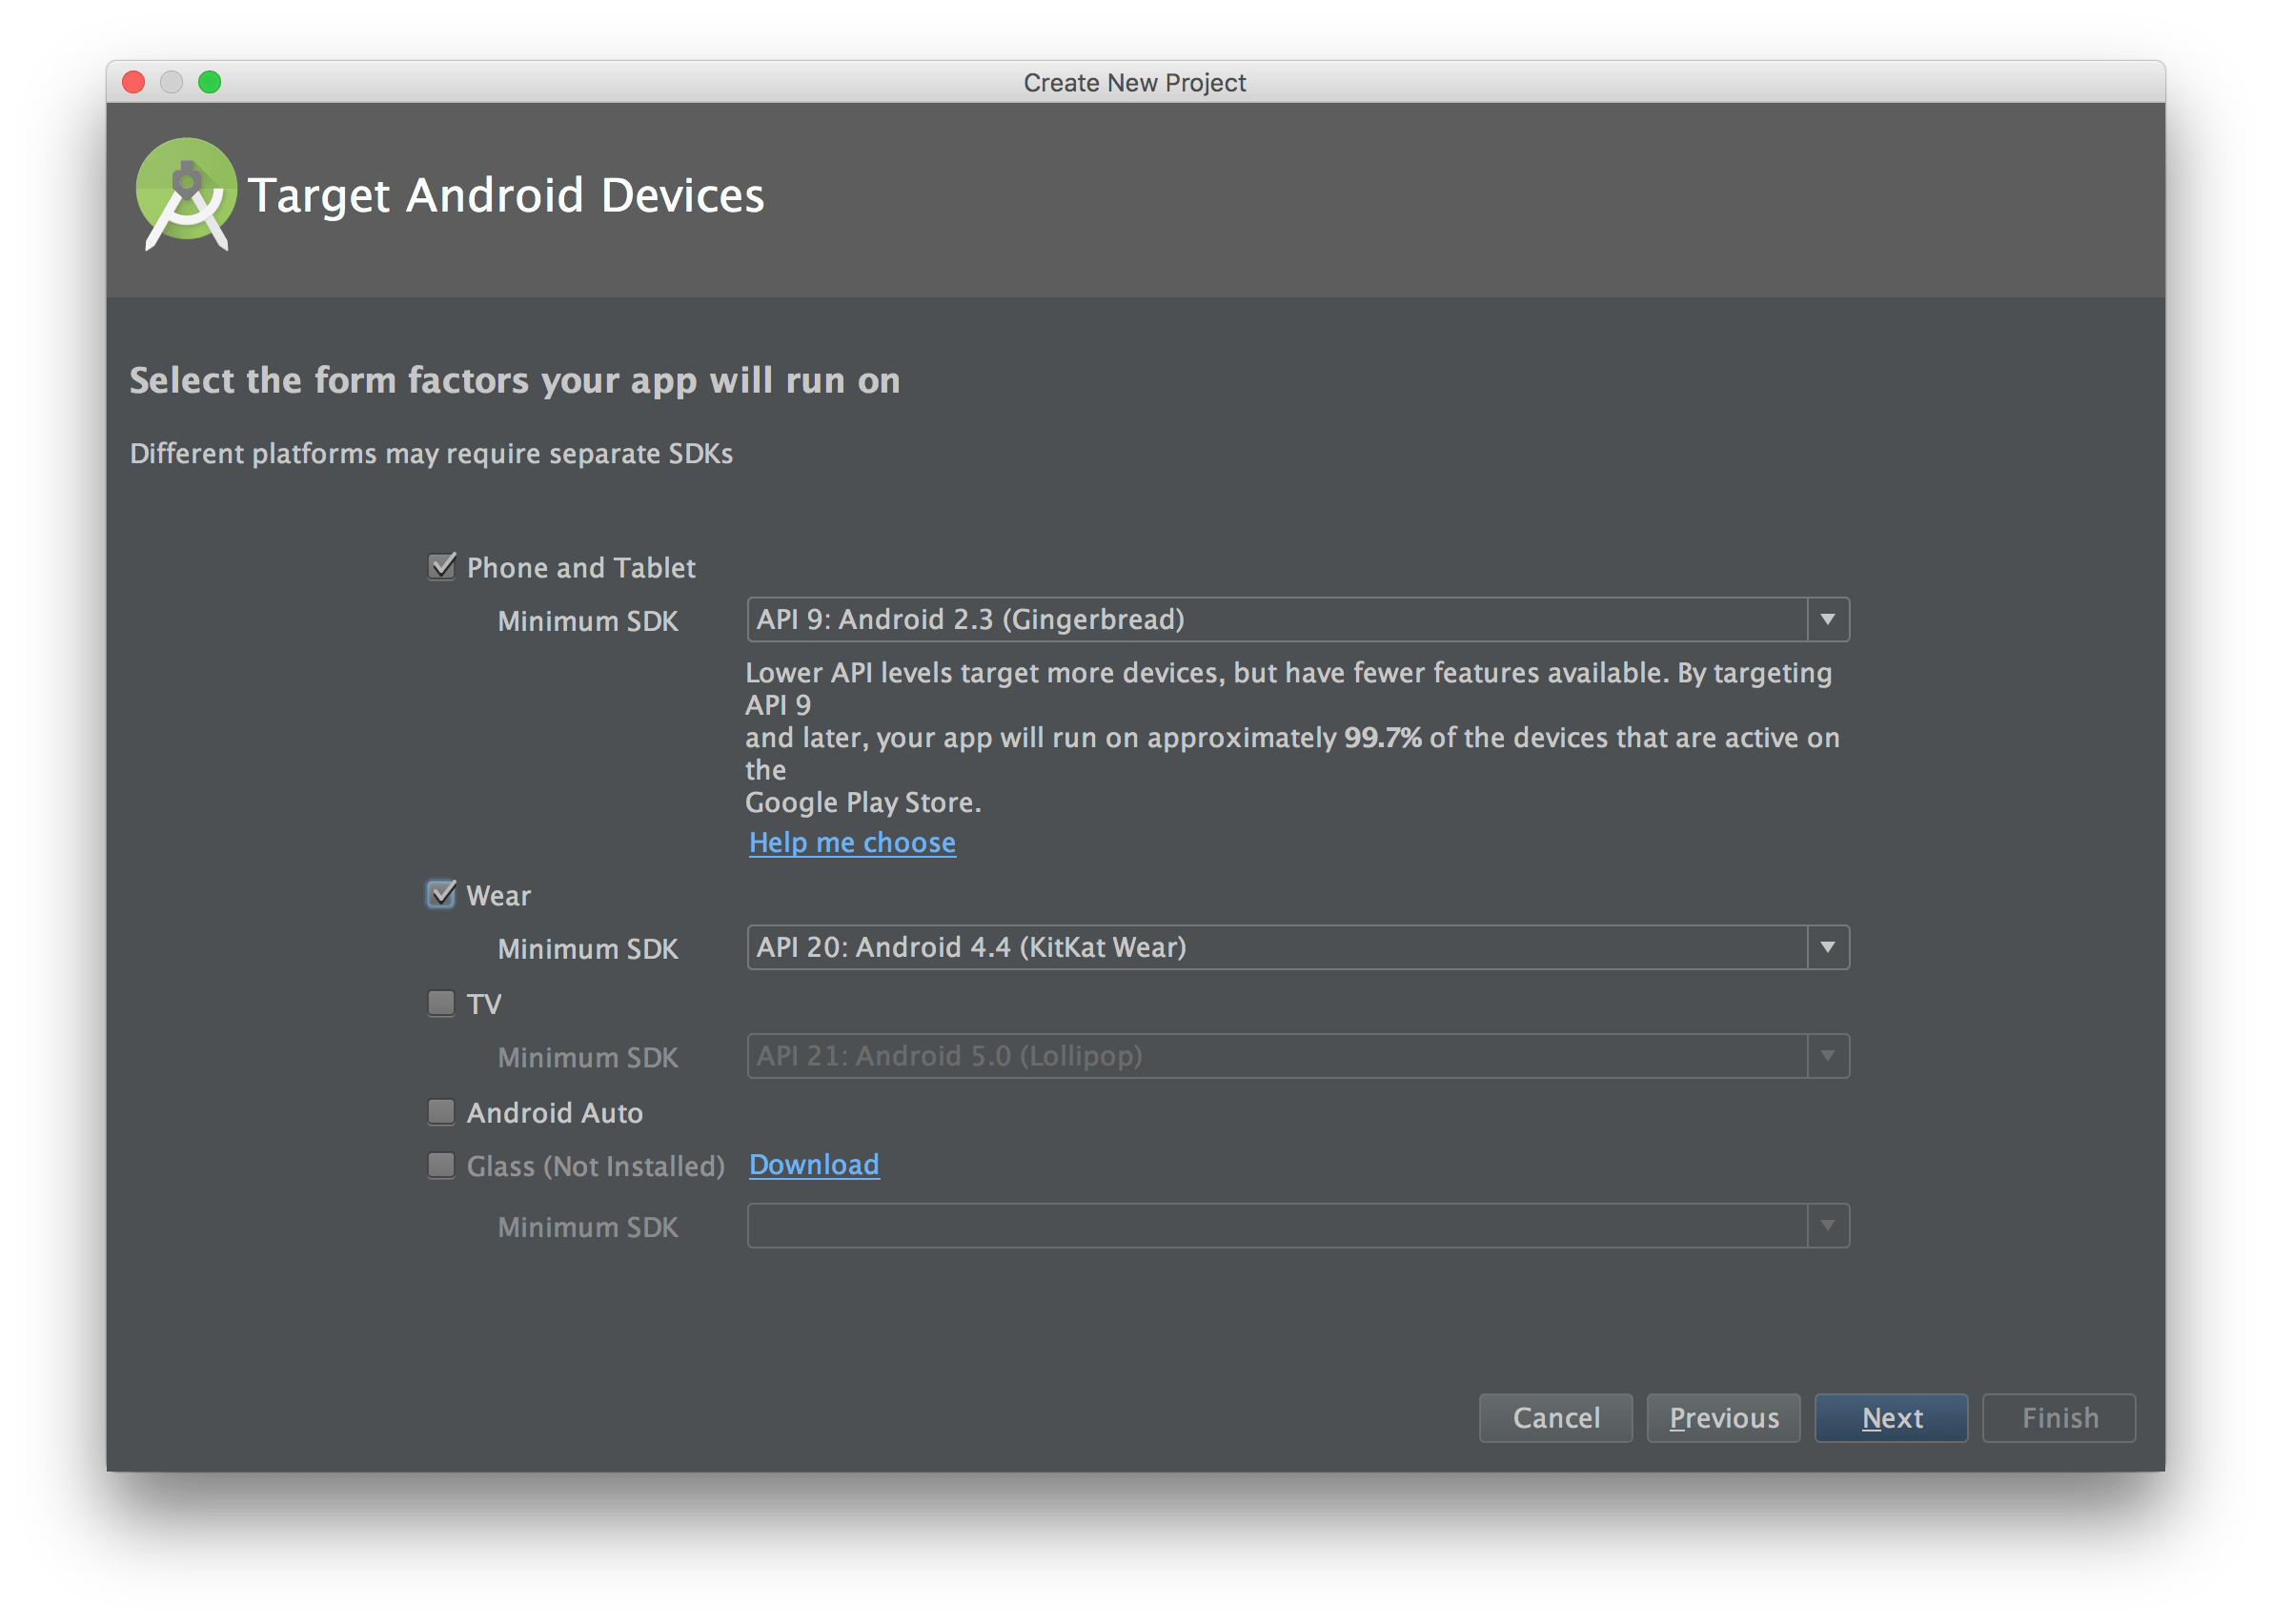 Create New Project
Target Android Devices
Select the form factors your app will run on
Different platforms may require separate SDKs
Phone and Tablet
Minimum SDK API 9: Android 2.3 (Gingerbread)
Lower API levels target more devices, but have fewer features available. By targeting
API 9
and later, your app will run on approximately 99.7% of the devices that are active on
the
Google Play Store.
Help me choose
Wear
Minimum SDK API 20: Android 4.4 (KitKat Wear)
TV
Minimum SDK API 21: Android 5.0 (Lollipop)
Android Auto
Glass (Not Installed) Download
Minimum SDK
Cancel Previous Next Finish